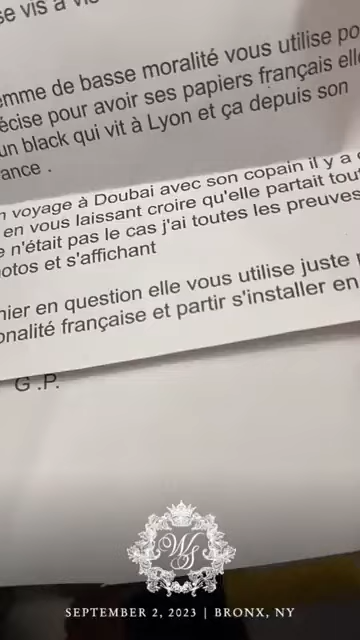 se vis à vis
emme de basse moralité vous utilise po
écise pour avoir ses papiers français elle
un black qui vit à Lyon et ça depuis son
ance .
n voyage à Doubai avec son copain il y a
en vous laissant croire qu'elle partait tout
e n'était pas le cas j'ai toutes les preuves
otos et s'affichant
nier en question elle vous utilise juste
onalité française et partir s'installer en
G .P.
WS
SEPTEMBER 2, 2023 | BRONX, NY